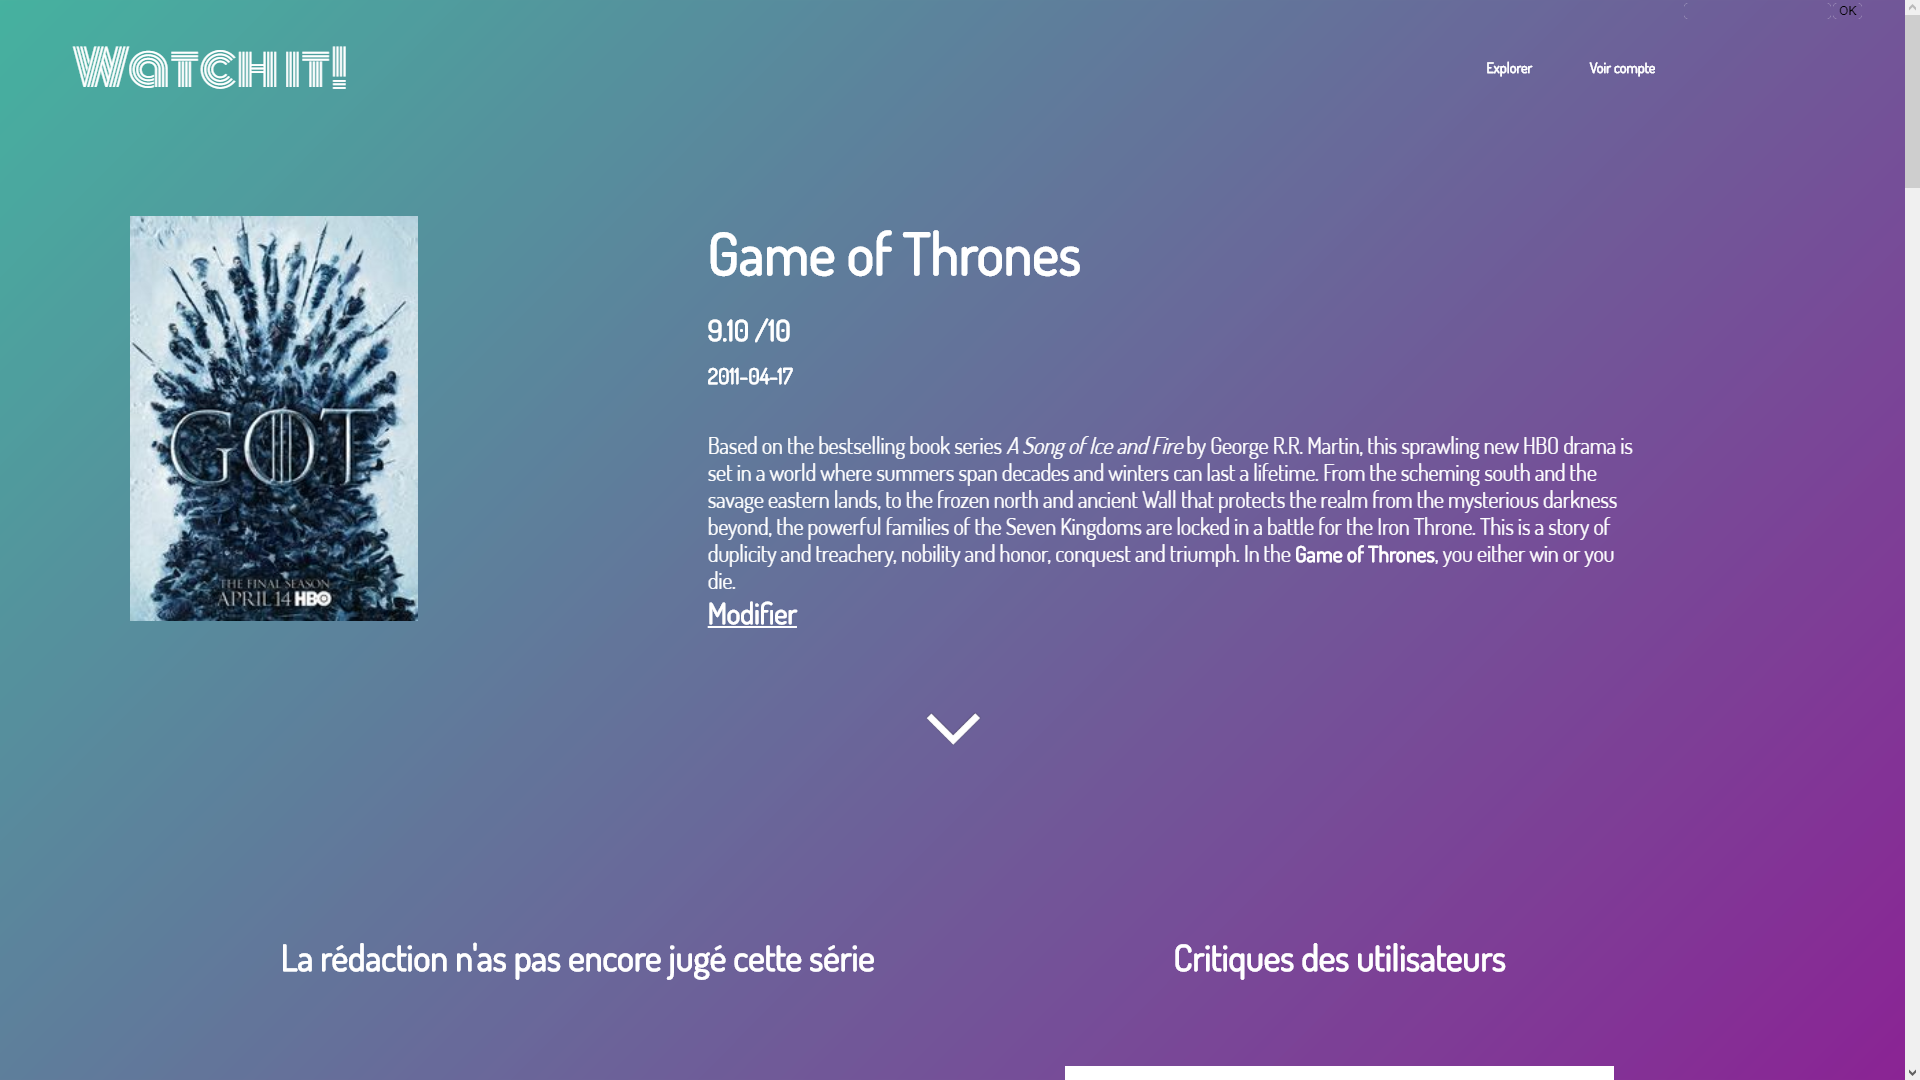 OK
Watch it!
Explorer
Voir compte
Game of Thrones
9.10 /10
2011-04-17
Based on the bestselling book series A Song of Ice and Fire by George R.R. Martin, this sprawling new HBO drama is
set in a world where summers span decades and winters can last a lifetime. From the scheming south and the
savage eastern lands, to the frozen north and ancient Wall that protects the realm from the mysterious darkness
beyond, the powerful families of the Seven Kingdoms are locked in a battle for the Iron Throne. This is a story of
duplicity and treachery, nobility and honor, conquest and triumph. In the Game of Thrones, you either win or you
die.
Modifier
GOT
THE FINAL SEASON
APRIL 14 HBO
La rédaction n'as pas encore jugé cette série
Critiques des utilisateurs